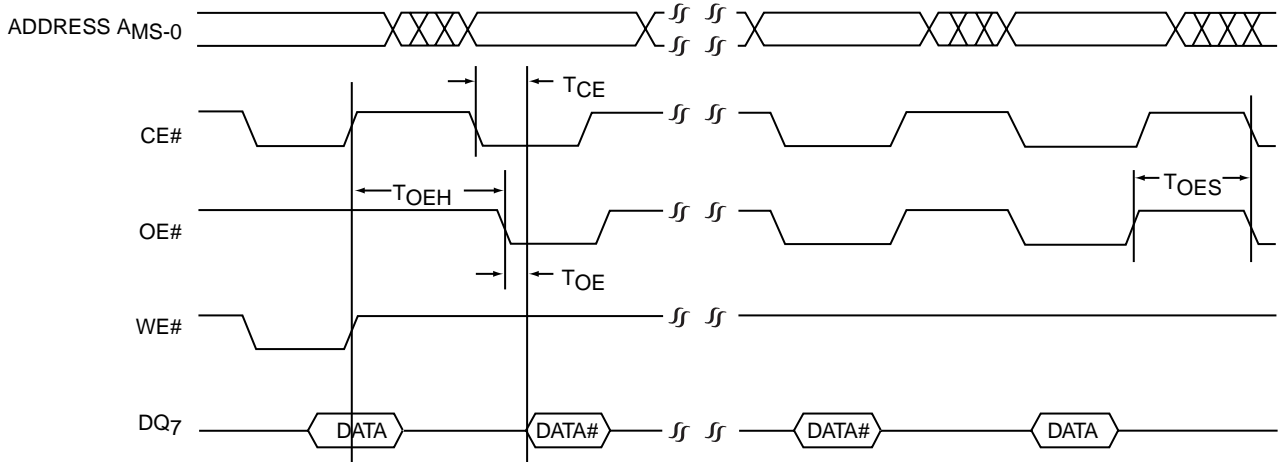 ADDRESS AMS-0
TCE
CE#
TOEH
TOES
OE#
TOE
WE#
DQ7
DATA
DATA#
DATA#
DATA